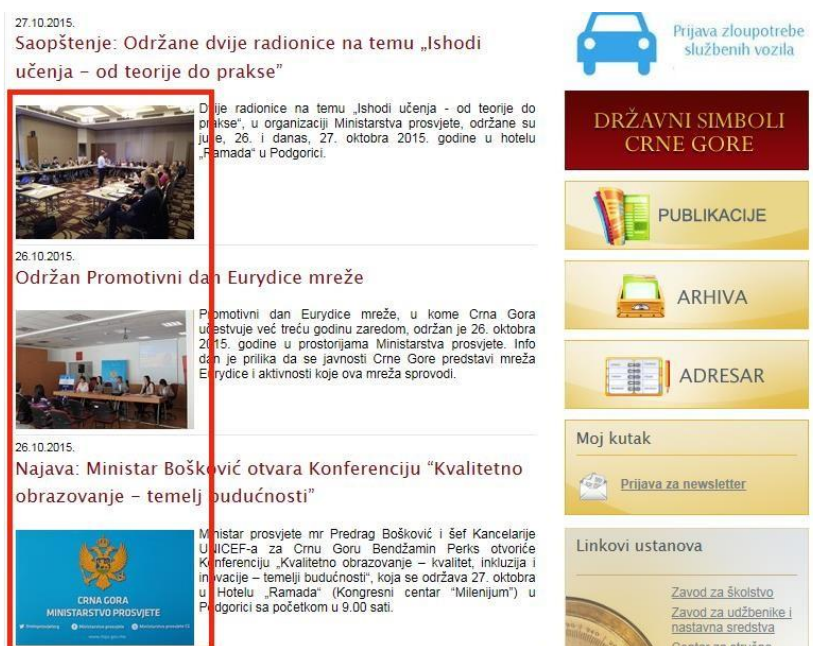 27.10.2015.
Saopštenje: Održane dvije radionice na temu „Ishodi
učenja – od teorije do prakse”
Dvije radionice na temu „Ishodi učenja - od teorije do
prakse“, u organizaciji Ministarstva prosvjete, održane su
juče, 26. i danas, 27. oktobra 2015. godine u hotelu
„Ramada“ u Podgorici.
26.10.2015.
Održan Promotivni dan Eurydice mreže
Promotivni dan Eurydice mreže, u kome Crna Gora
učestvuje već treću godinu zaredom, održan je 26. oktobra
2015. godine u prostorijama Ministarstva prosvjete. Info
dan je prilika da se javnosti Crne Gore predstavi mreža
Eurydice i aktivnosti koje ova mreža sprovodi.
26.10.2015.
Najava: Ministar Bošković otvara Konferenciju “Kvalitetno
obrazovanje – temelj budućnosti”
CRNA GORA
MINISTARSTVO PROSVJETE
Ministarstvo prosvjete
Ministar prosvjete mr Predrag Bošković i šef Kancelarije
UNICEF-a za Crnu Goru Bendžamin Perks otvoriće
Konferenciju „Kvalitetno obrazovanje – kvalitet, inkluzija i
inovacije – temelji budućnosti“, koja se održava 27. oktobra
u Hotelu „Ramada“ (Kongresni centar “Milenijum”) u
Podgorici sa početkom u 9.00 sati.
Prijava zloupotrebe
službenih vozila
DRŽAVNI SIMBOLI
CRNE GORE
PUBLIKACIJE
ARHIVA
ADRESAR
Moj kutak
Prijava za newsletter
Linkovi ustanova
Zavod za školstvo
Zavod za udžbenike i
nastavna sredstva